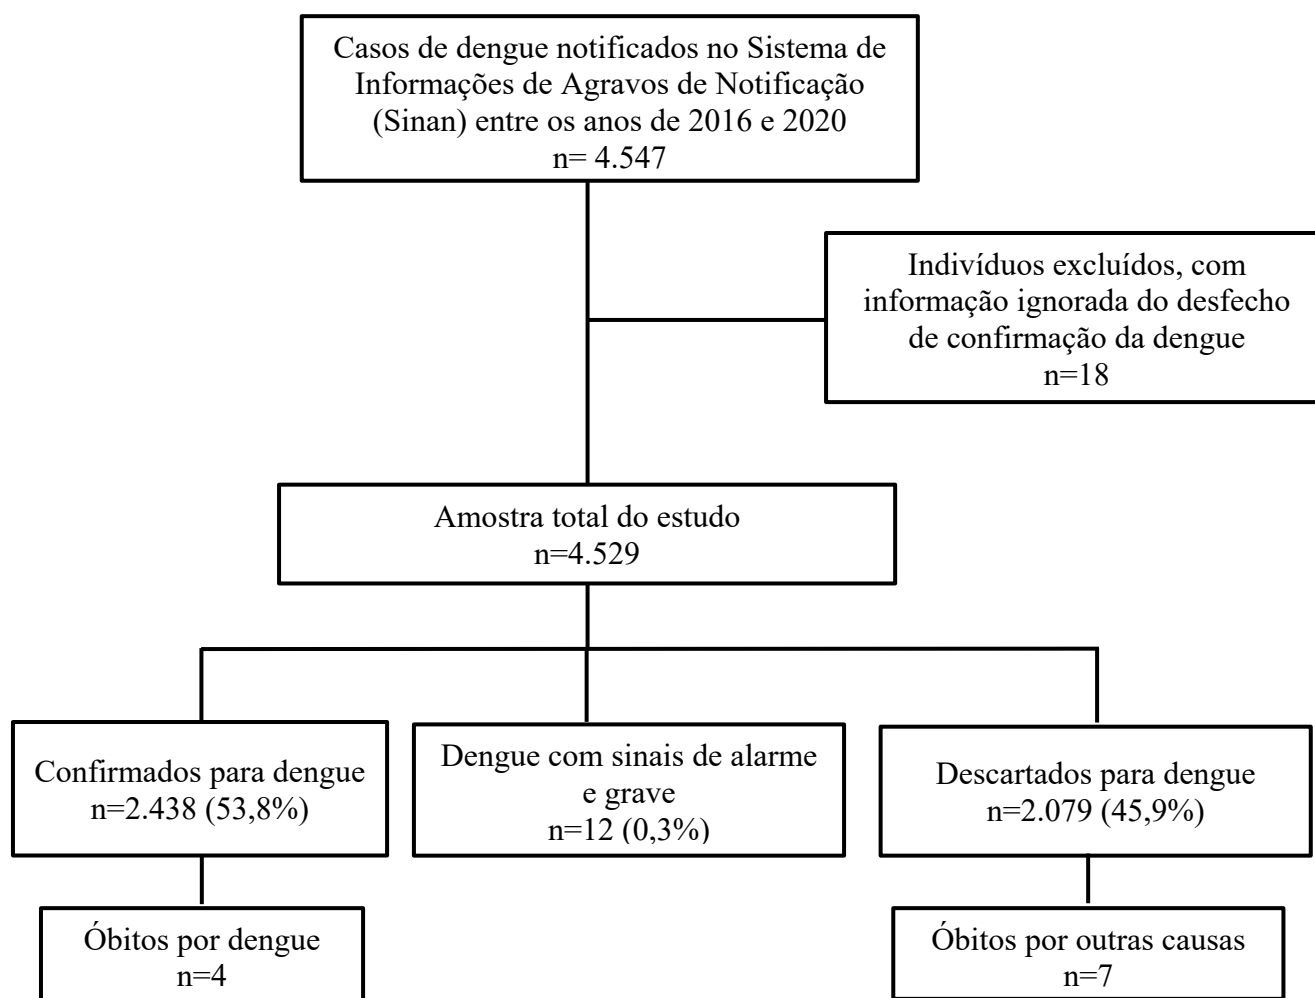 Casos de dengue notificados no Sistema de
Informações de Agravos de Notificação
(Sinan) entre os anos de 2016 e 2020
n= 4.547
Indivíduos excluídos, com
informação ignorada do desfecho
de confirmação da dengue
n=18
Amostra total do estudo
n=4.529
Confirmados para dengue
n=2.438 (53,8%)
Dengue com sinais de alarme
e grave
n=12 (0,3%)
Descartados para dengue
n=2.079 (45,9%)
Óbitos por dengue
n=4
Óbitos por outras causas
n=7